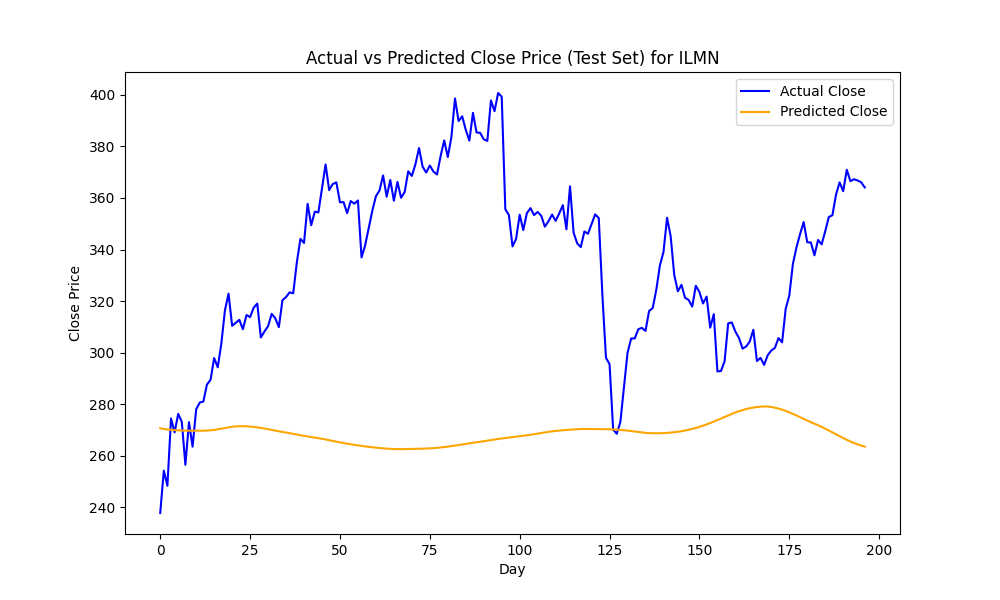 Actual vs Predicted Close Price (Test Set) for ILMN
Actual Close
Predicted Close
Close Price
400
380
360
340
320
300
280
260
240
0 25 50 75 100 125 150 175 200
Day